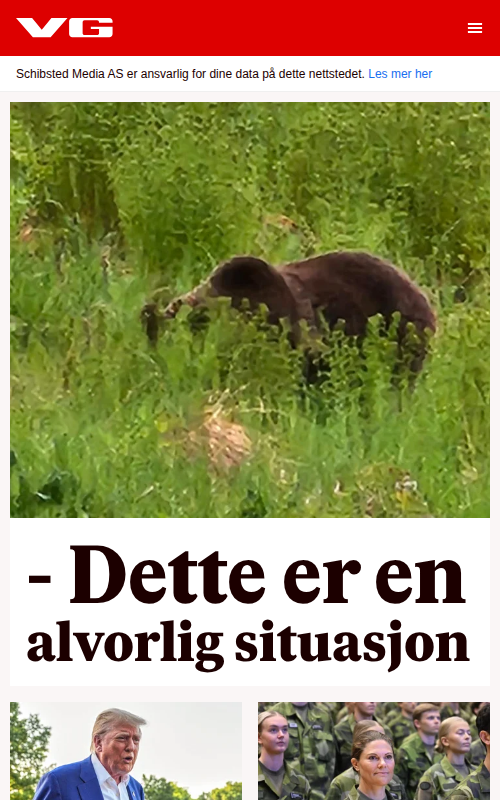 VG
Schibsted Media AS er ansvarlig for dine data på dette nettstedet. Les mer her
- Dette er en
alvorlig situasjon